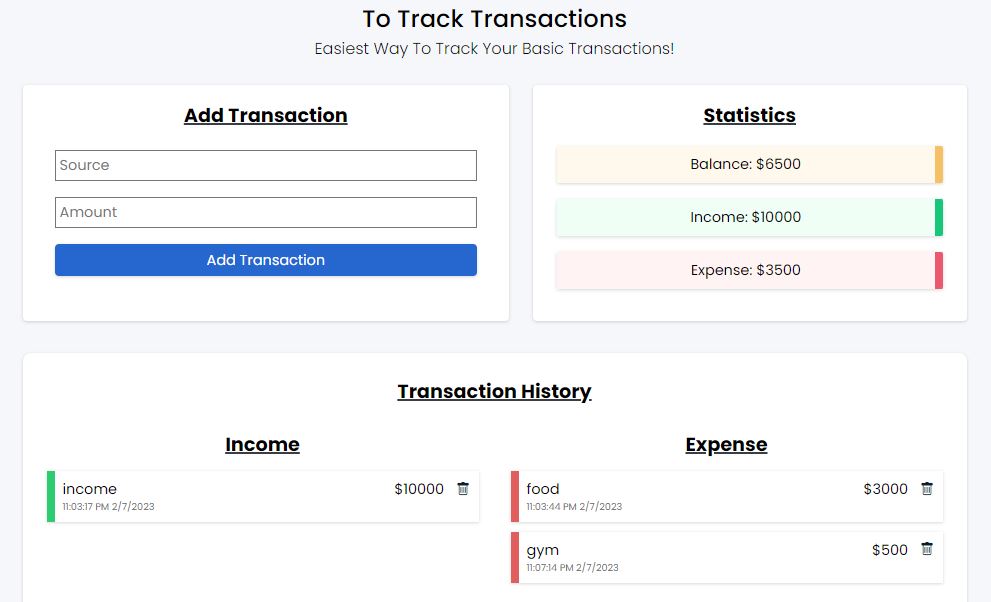 To Track Transactions
Easiest Way To Track Your Basic Transactions!
Add Transaction
Source
Amount
Add Transaction
Statistics
Balance: $6500
Income: $10000
Expense: $3500
Transaction History
Income
income $10000
11:03:17 PM 2/7/2023
Expense
food $3000
11:03:44 PM 2/7/2023
gym $500
11:07:14 PM 2/7/2023